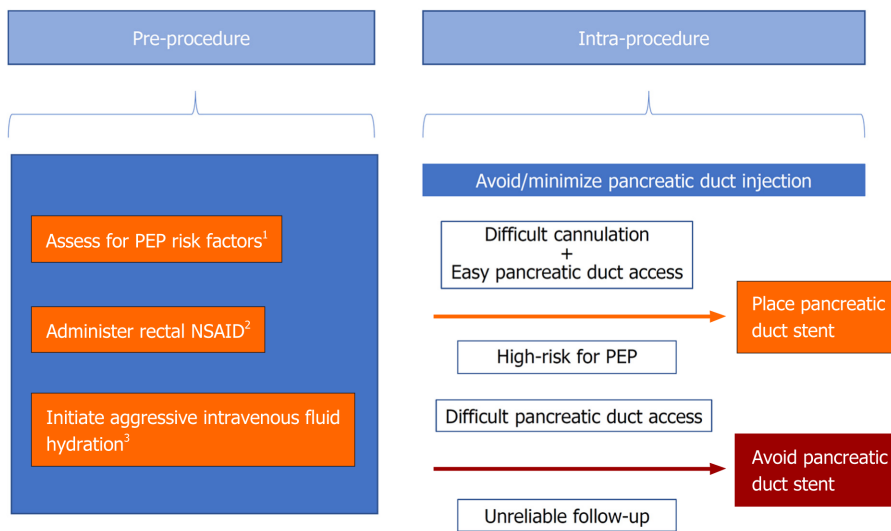 Pre-procedure
Assess for PEP risk factors¹
Administer rectal NSAID²
Initiate aggressive intravenous fluid
hydration³
Intra-procedure
Avoid/minimize pancreatic duct injection
Difficult cannulation
+
Easy pancreatic duct access
High-risk for PEP
Place pancreatic
duct stent
Difficult pancreatic duct access
Unreliable follow-up
Avoid pancreatic
duct stent